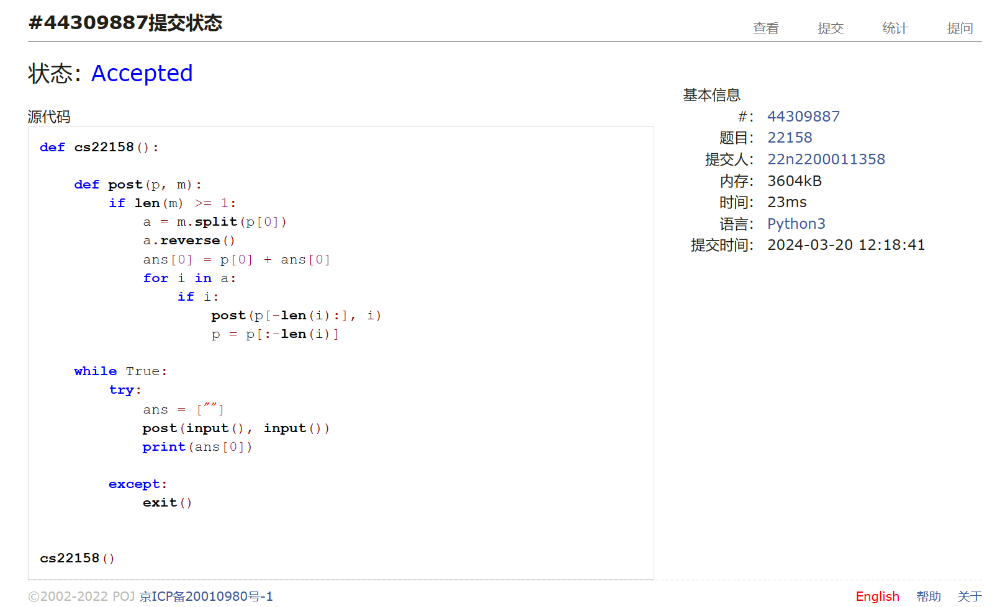 #44309887提交状态
查看 提交 统计 提问
状态: Accepted
源代码
def cs22158():
    def post(p, m):
        if len(m) >= 1:
            a = m.split(p[0])
            a.reverse()
            ans[0] = p[0] + ans[0]
            for i in a:
                if i:
                    post(p[-len(i):], i)
                    p = p[:-len(i)]
    while True:
        try:
            ans = [""]
            post(input(), input())
            print(ans[0])
        except:
            exit()
cs22158()
基本信息
#: 44309887
题目: 22158
提交人: 22n2200011358
内存: 3604kB
时间: 23ms
语言: Python3
提交时间: 2024-03-20 12:18:41
©2002-2022 POJ 京ICP备20010980号-1
English 帮助 关于